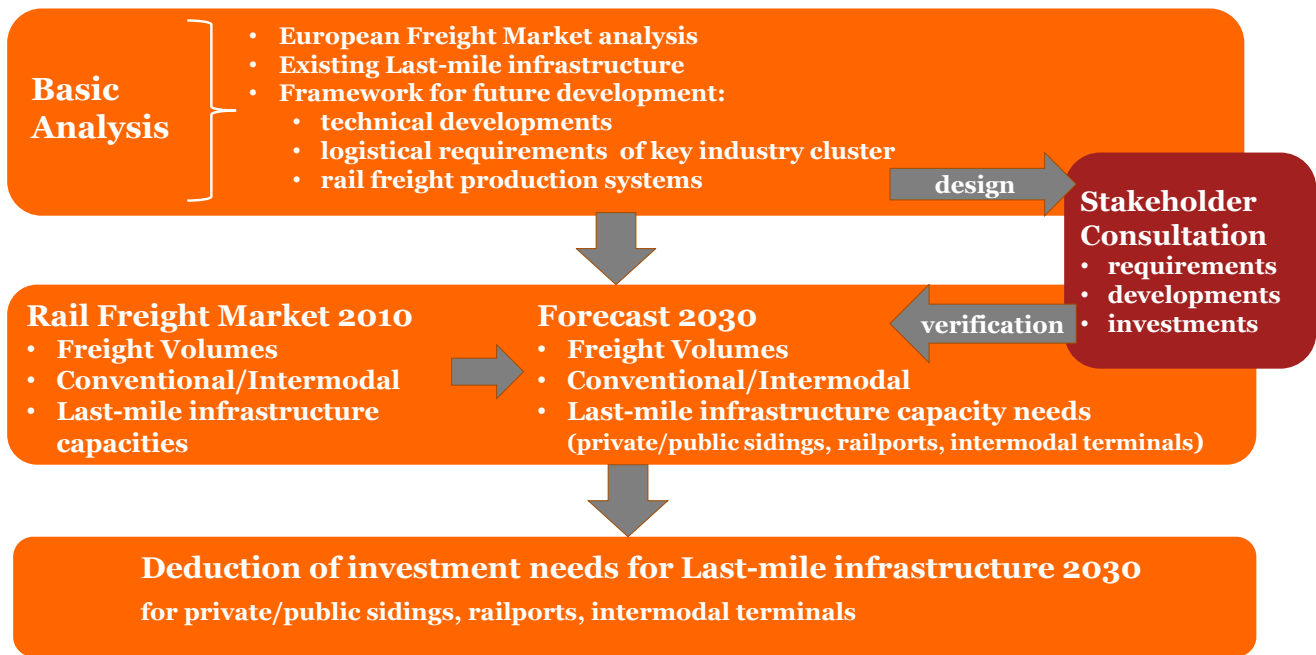 Basic
Analysis
• European Freight Market analysis
• Existing Last-mile infrastructure
• Framework for future development:
• technical developments
• logistical requirements of key industry cluster
• rail freight production systems
design
Stakeholder
Consultation
• requirements
• developments
• investments
verification
Rail Freight Market 2010
• Freight Volumes
• Conventional/Intermodal
• Last-mile infrastructure
capacities
Forecast 2030
• Freight Volumes
• Conventional/Intermodal
• Last-mile infrastructure capacity needs
(private/public sidings, railports, intermodal terminals)
Deduction of investment needs for Last-mile infrastructure 2030
for private/public sidings, railports, intermodal terminals